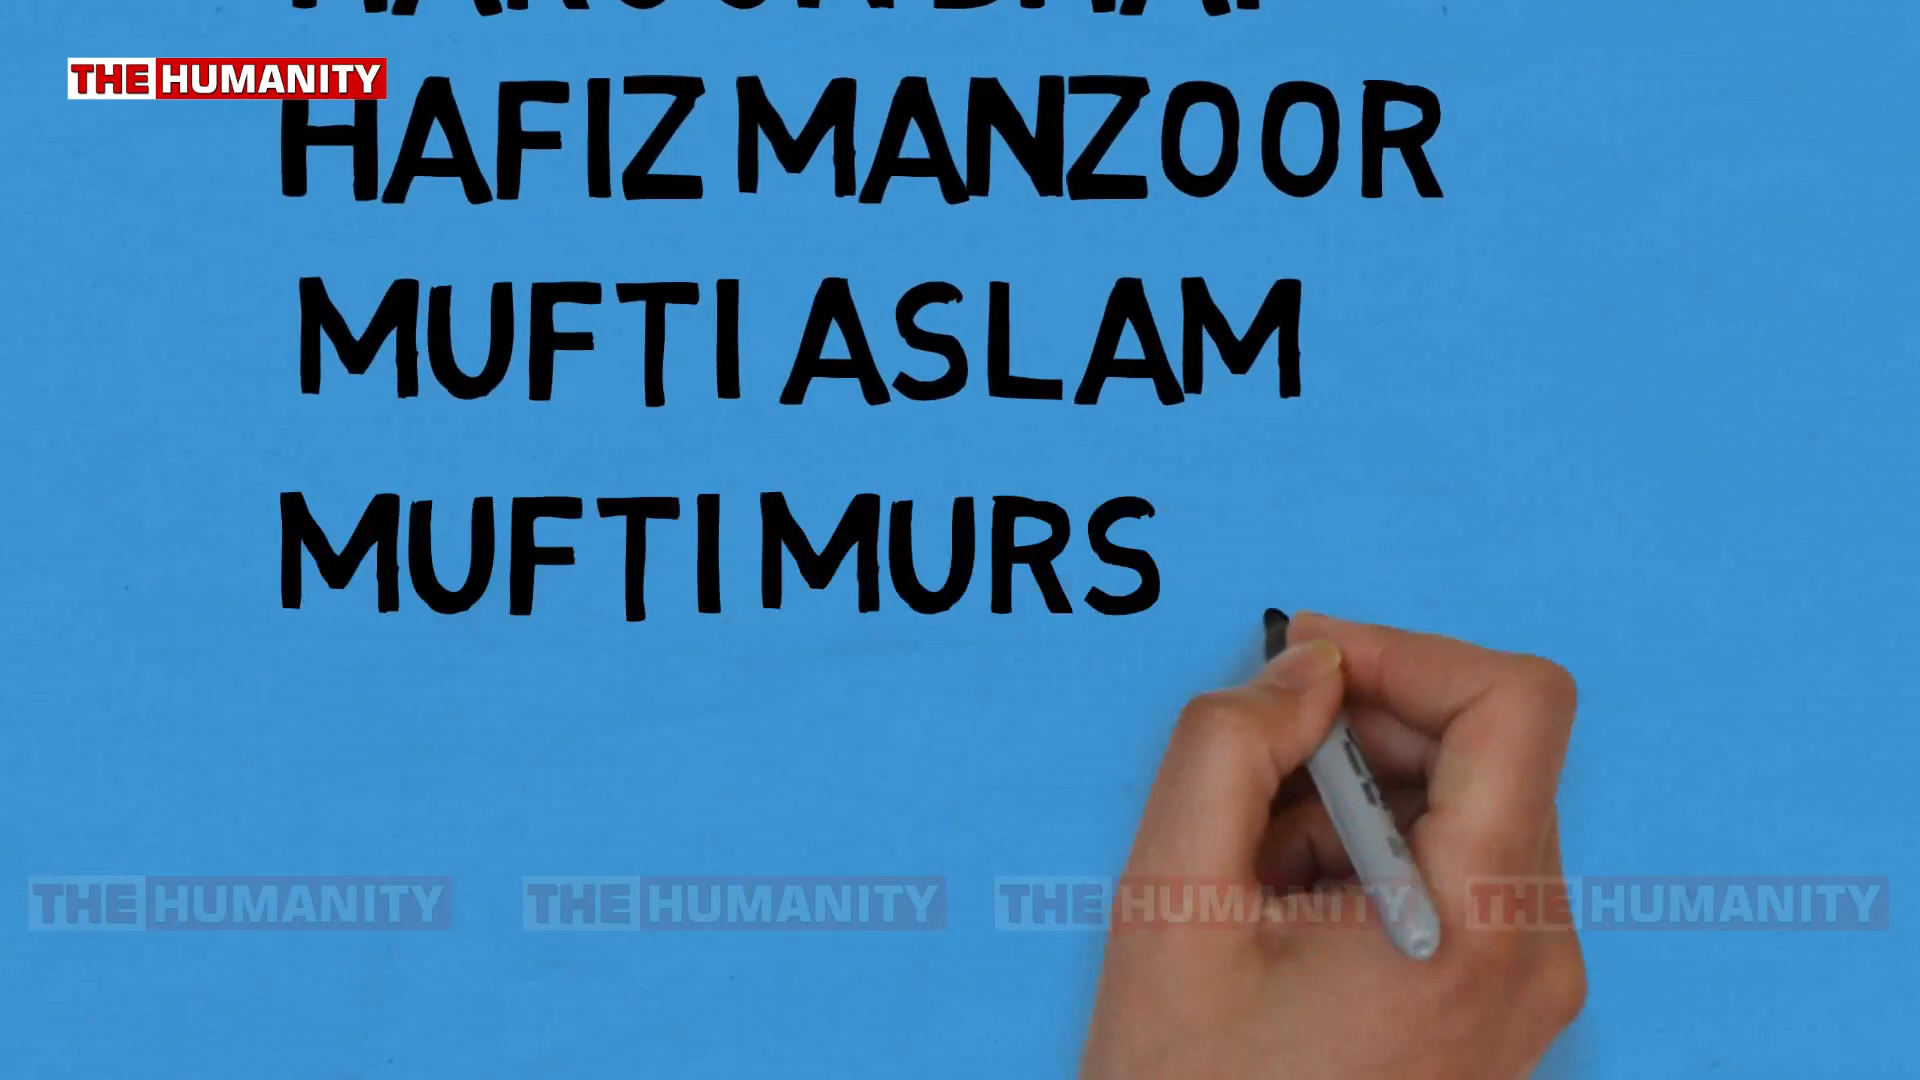 THE HUMANITY
HAFIZ MANZOOR
MUFTI ASLAM
MUFTI MURS
THE HUMANITY THE HUMANITY THE HUMANITY THE HUMANITY